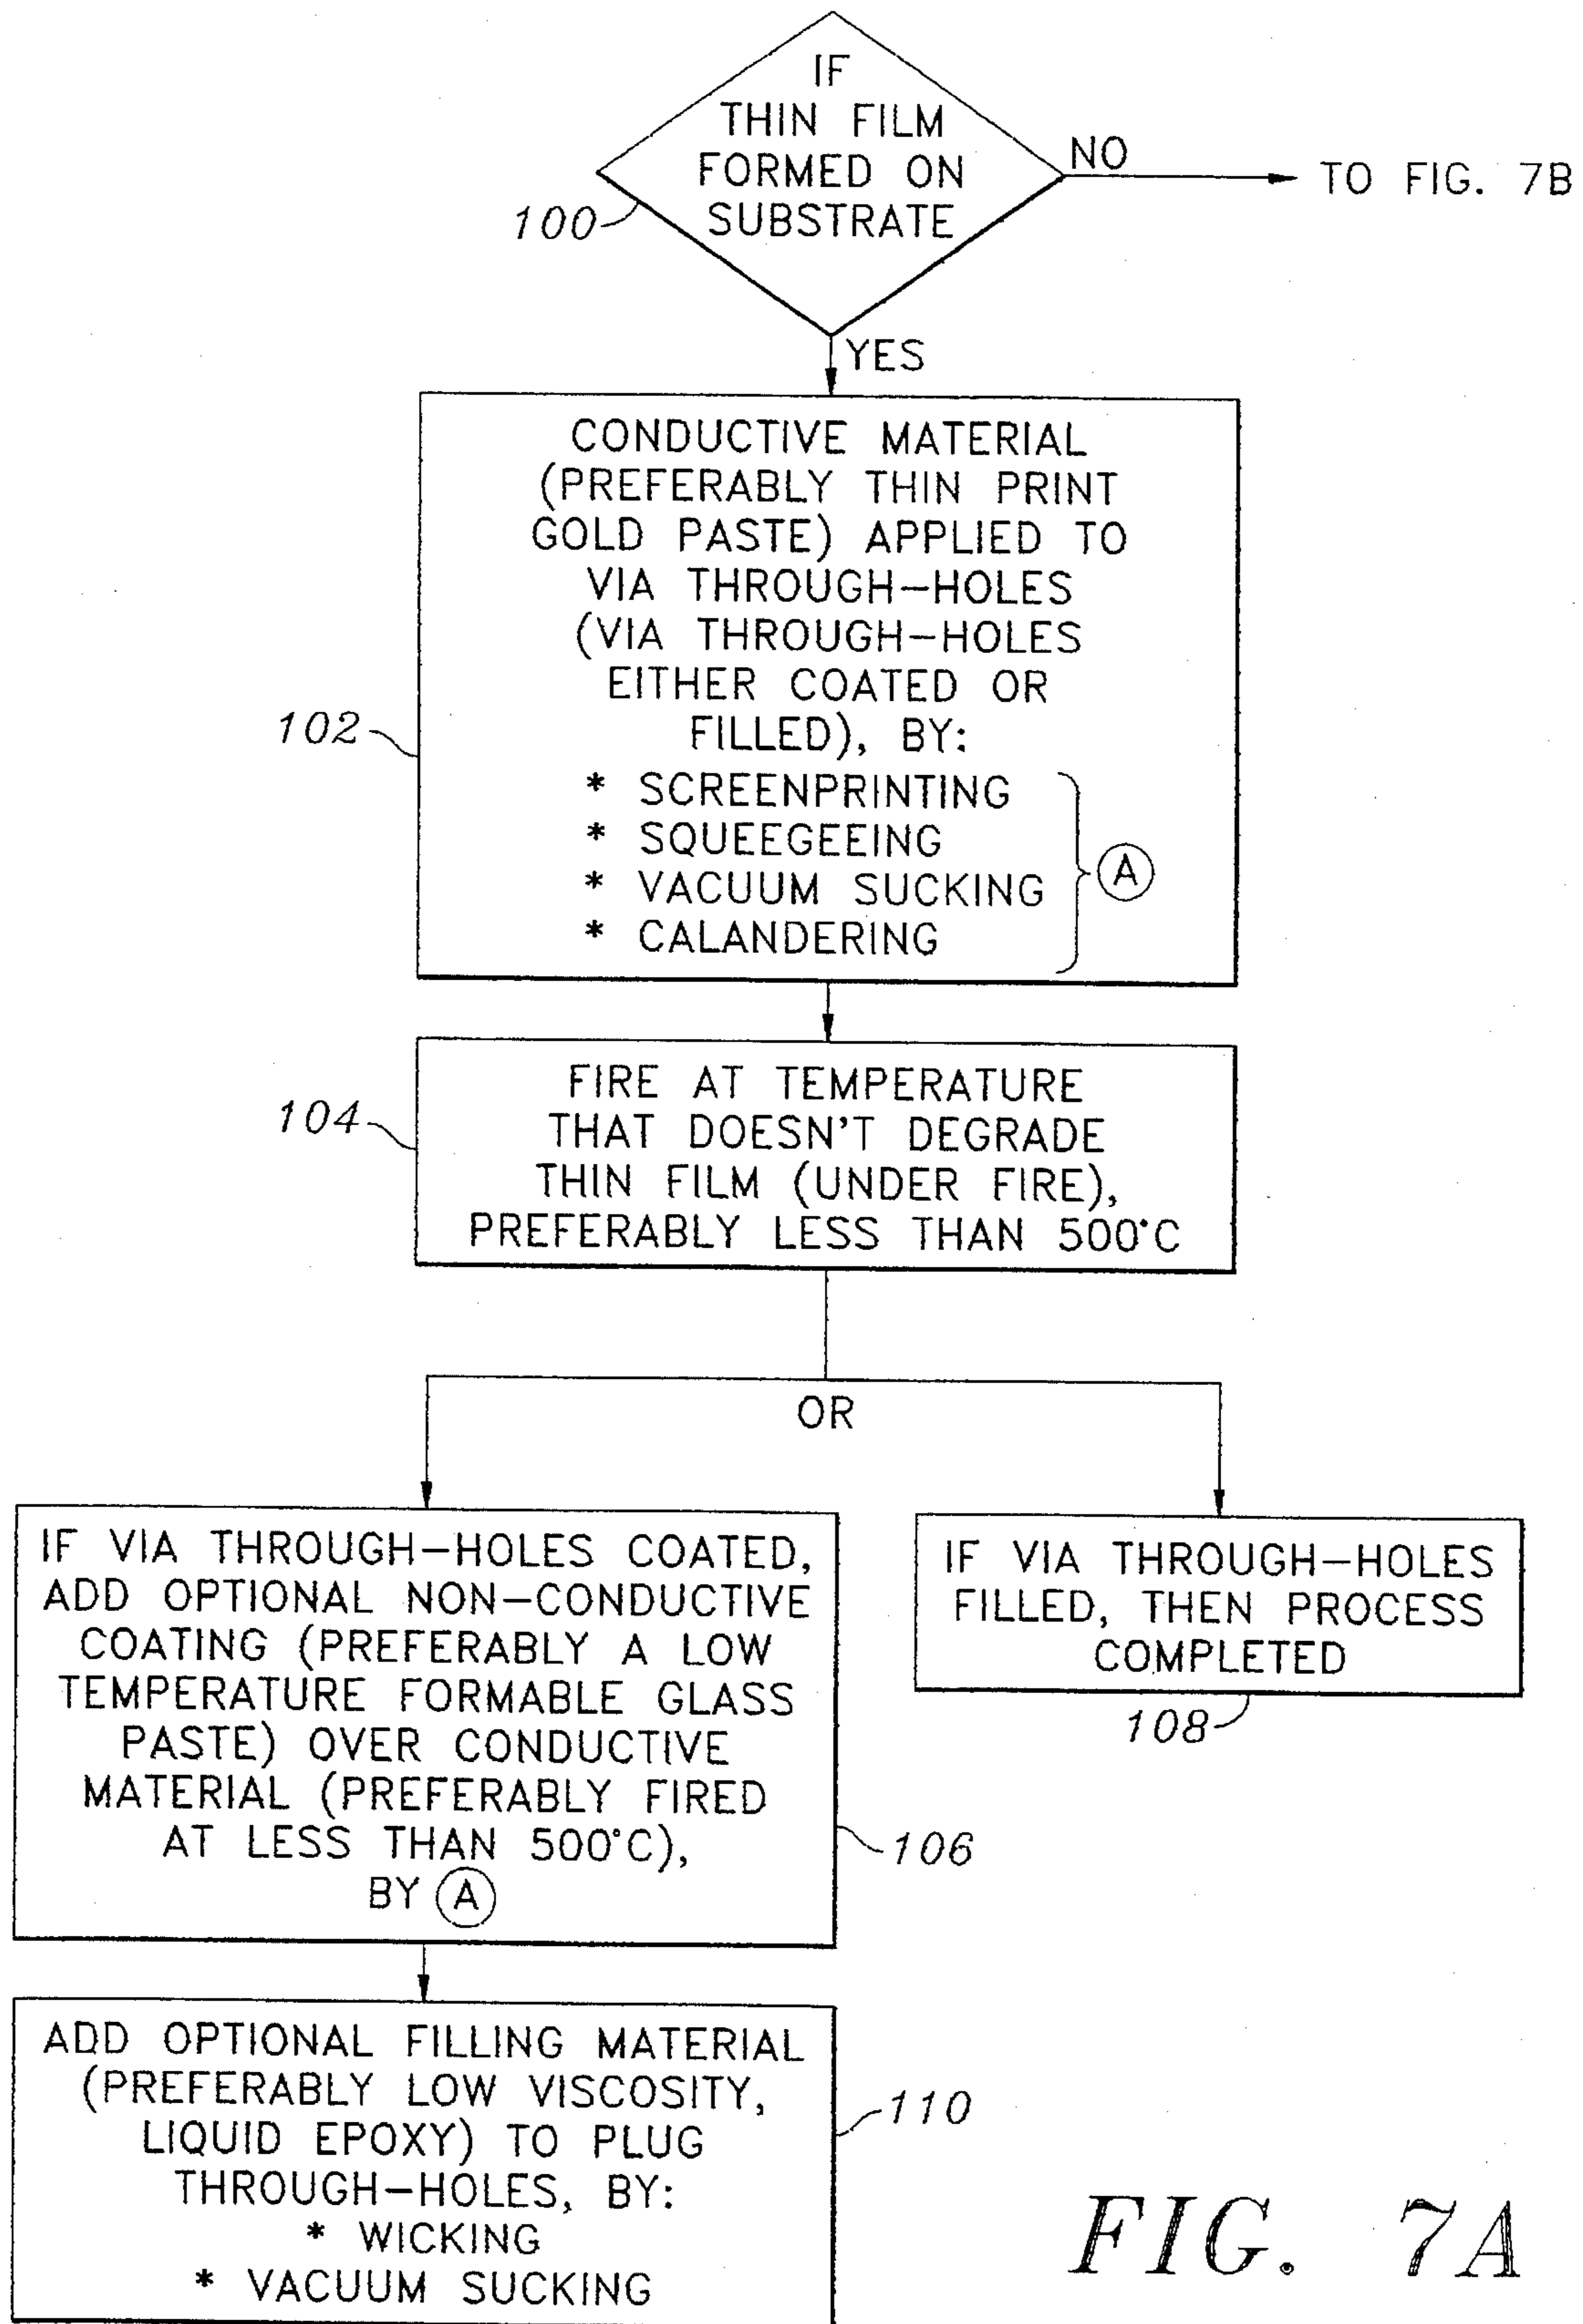 IF
THIN FILM
FORMED ON
SUBSTRATE
100
NO
TO FIG. 7B
YES
CONDUCTIVE MATERIAL
(PREFERABLY THIN PRINT
GOLD PASTE) APPLIED TO
VIA THROUGH-HOLES
(VIA THROUGH-HOLES
EITHER COATED OR
FILLED), BY:
* SCREENPRINTING
* SQUEEGEEING
* VACUUM SUCKING
* CALANDERING
A
102
FIRE AT TEMPERATURE
THAT DOESN'T DEGRADE
THIN FILM (UNDER FIRE),
PREFERABLY LESS THAN 500°C
104
OR
IF VIA THROUGH-HOLES COATED,
ADD OPTIONAL NON-CONDUCTIVE
COATING (PREFERABLY A LOW
TEMPERATURE FORMABLE GLASS
PASTE) OVER CONDUCTIVE
MATERIAL (PREFERABLY FIRED
AT LESS THAN 500°C),
BY A
106
IF VIA THROUGH-HOLES
FILLED, THEN PROCESS
COMPLETED
108
ADD OPTIONAL FILLING MATERIAL
(PREFERABLY LOW VISCOSITY,
LIQUID EPOXY) TO PLUG
THROUGH-HOLES, BY:
* WICKING
* VACUUM SUCKING
110
FIG. 7A